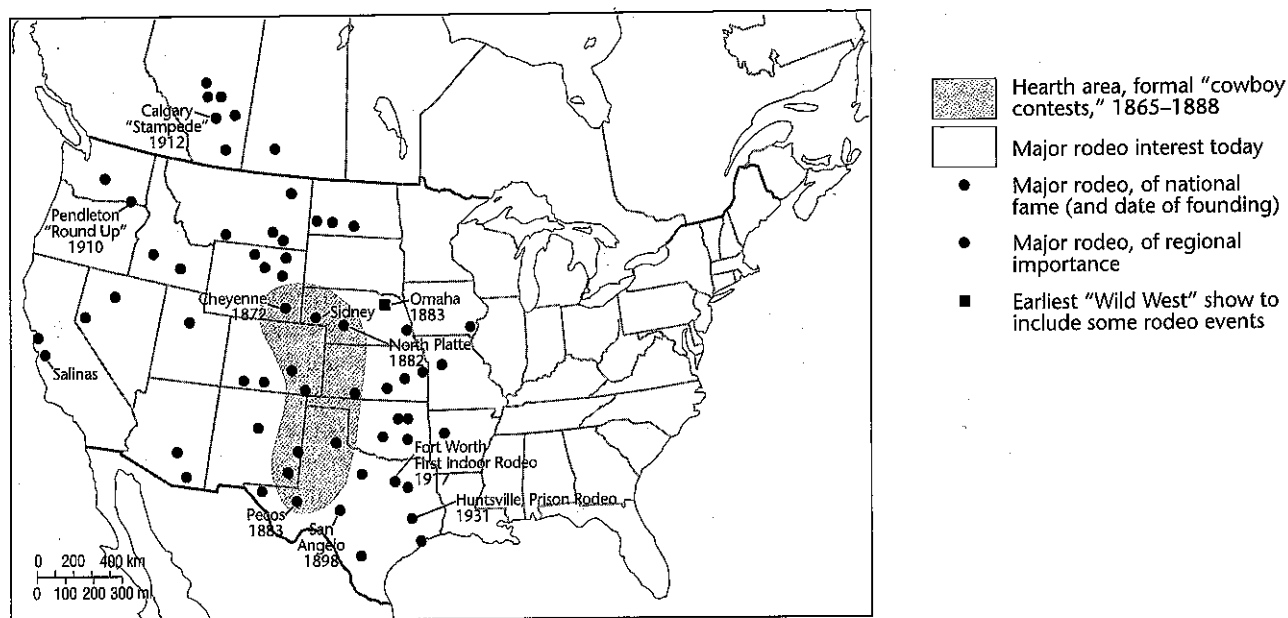 Calgary
"Stampede"
1912
Pendleton
"Round Up"
1910
Cheyenne
1872
Sidney
Omaha
1883
North Platte
1882
Salinas
Fort Worth
First Indoor Rodeo
1917
Huntsville, Prison Rodeo
1931
Pecos
1883
San
Angelo
1898
0 200 400 km
0 100 200 300 mi
Hearth area, formal "cowboy
contests," 1865–1888
Major rodeo interest today
Major rodeo, of national
fame (and date of founding)
Major rodeo, of regional
importance
Earliest "Wild West" show to
include some rodeo events